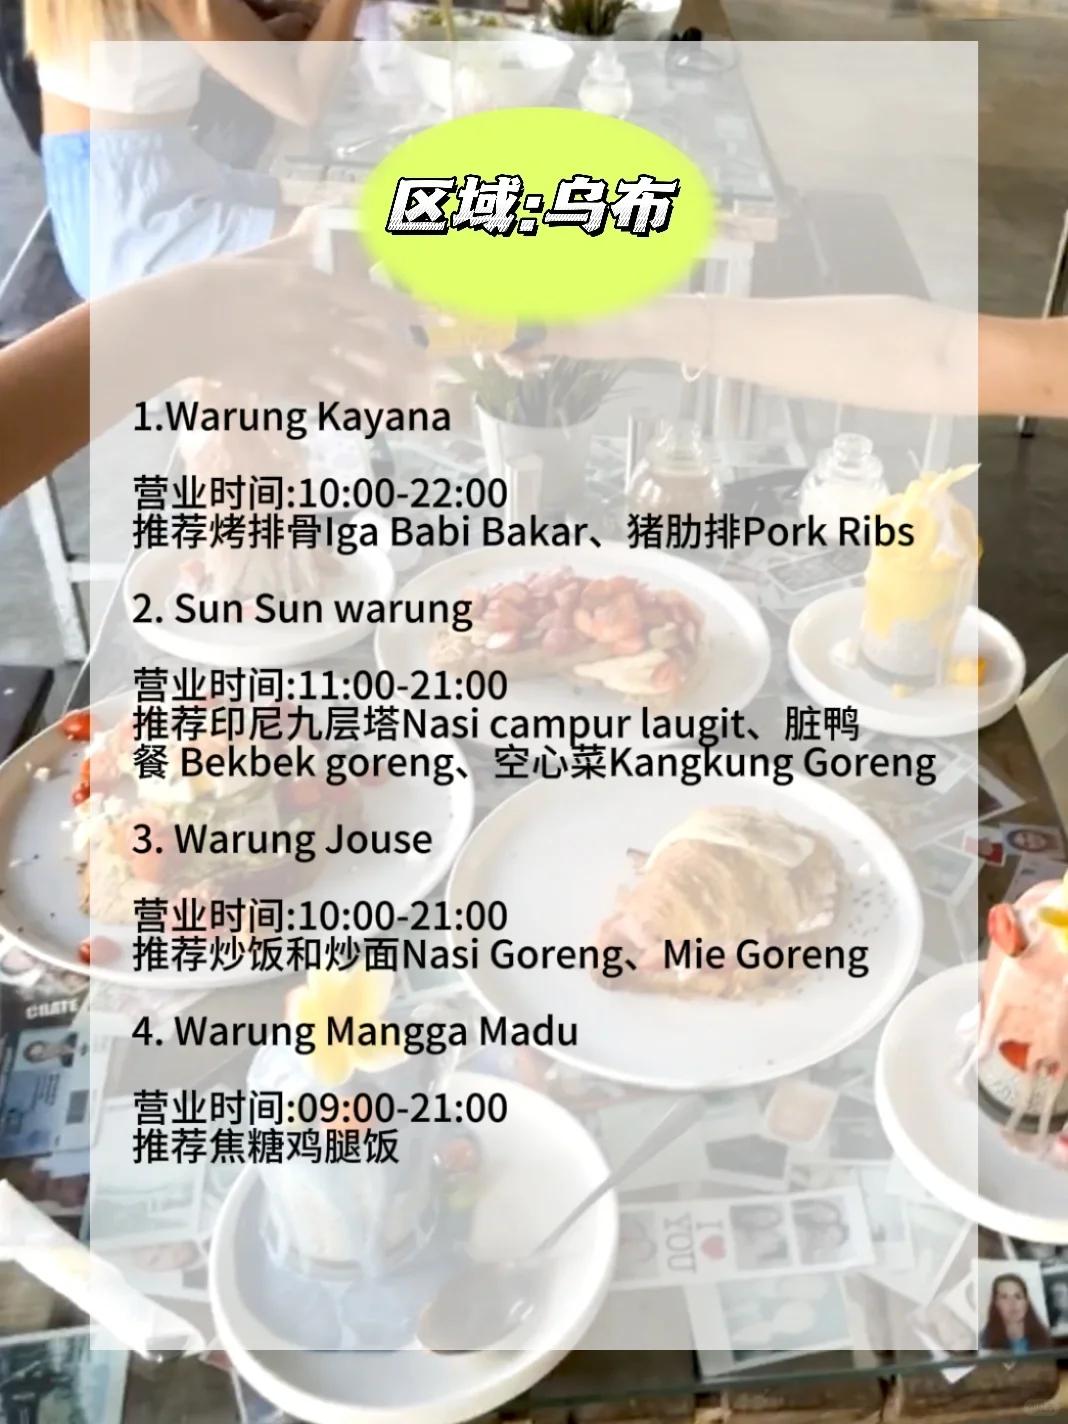 区域:乌布
1.Warung Kayana
营业时间:10:00-22:00
推荐烤排骨Iga Babi Bakar、猪肋排Pork Ribs
2. Sun Sun warung
营业时间:11:00-21:00
推荐印尼九层塔Nasi campur laugit、脏鸭
餐 Bekbek goreng、空心菜Kangkung Goreng
3. Warung Jouse
营业时间:10:00-21:00
推荐炒饭和炒面Nasi Goreng、Mie Goreng
4. Warung Mangga Madu
CRATE
营业时间:09:00-21:00
推荐焦糖鸡腿饭
I ♥ YOU